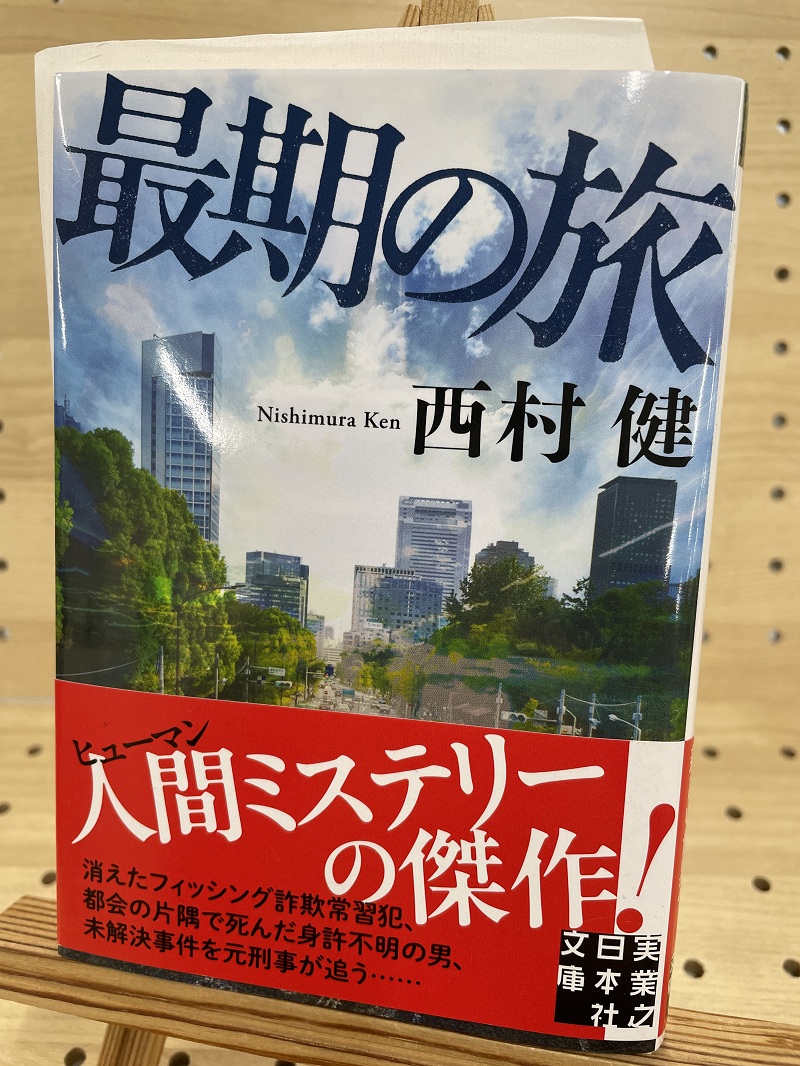 最期の旅
Nishimura Ken 西村 健
ヒューマン
人間ミステリー
の傑作!
消えたフィッシング詐欺常習犯、
都会の片隅で死んだ身許不明の男、
未解決事件を元刑事が追う……
実業之
日本社
文庫